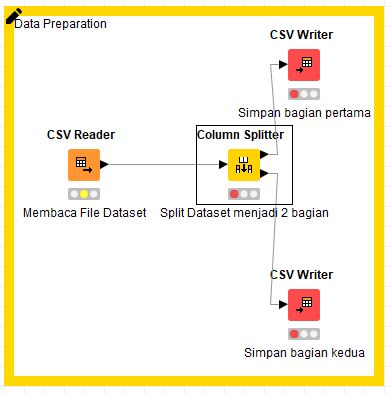 Data Preparation
CSV Writer
Simpan bagian pertama
CSV Reader
Column Splitter
Membaca File Dataset
Split Dataset menjadi 2 bagian
CSV Writer
Simpan bagian kedua